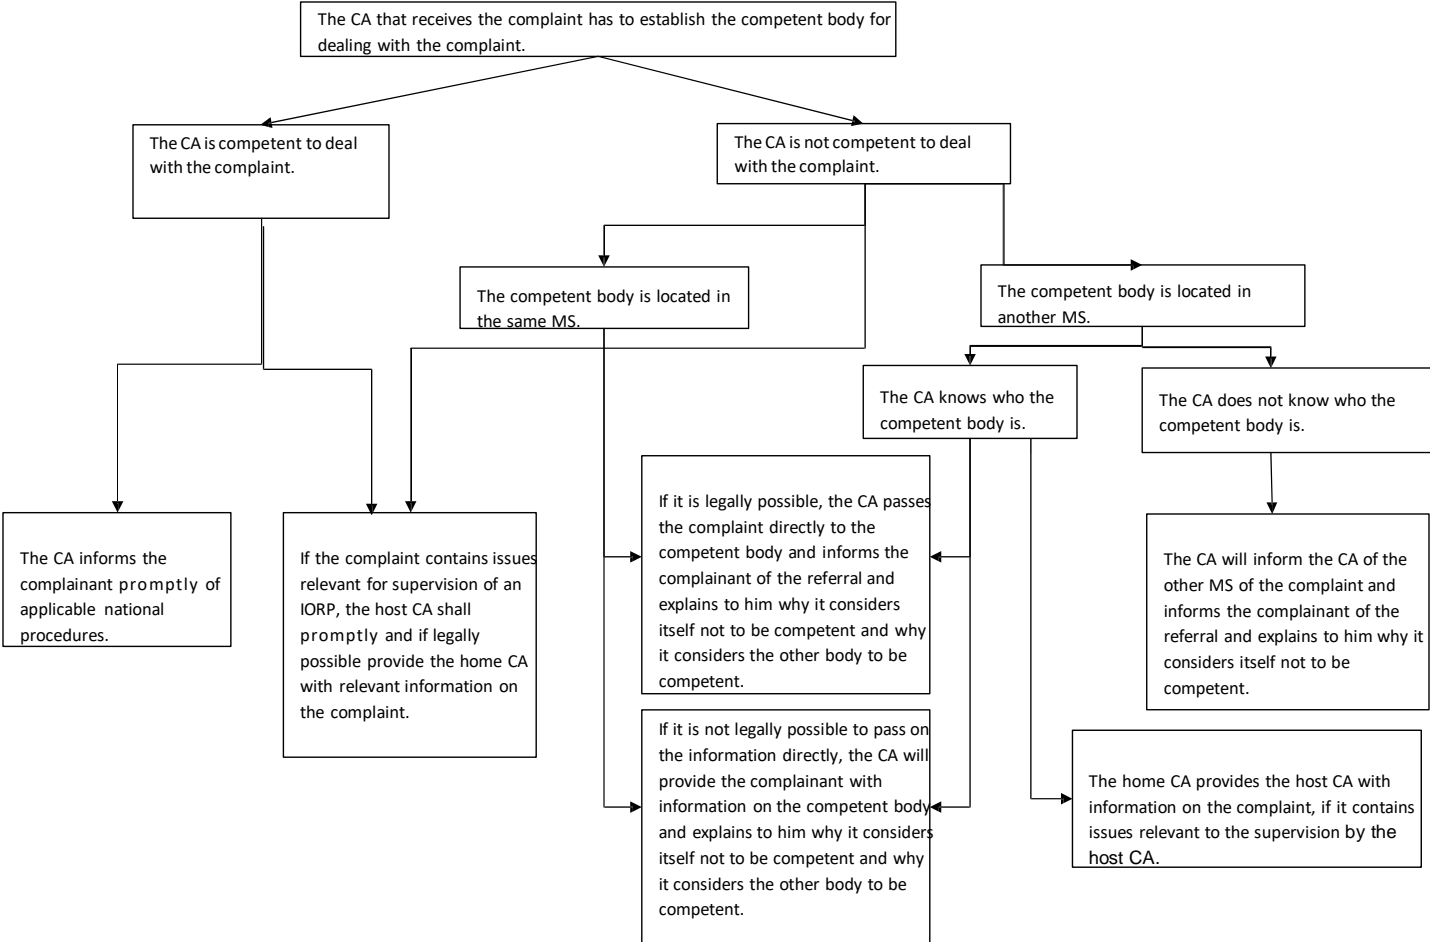 The CA that receives the complaint has to establish the competent body for
dealing with the complaint.
The CA is competent to deal
with the complaint.
The CA is not competent to deal
with the complaint.
The competent body is located in
the same MS.
The competent body is located in
another MS.
The CA knows who the
competent body is.
The CA does not know who the
competent body is.
The CA informs the
complainant promptly of
applicable national
procedures.
If the complaint contains issues
relevant for supervision of an
IORP, the host CA shall
promptly and if legally
possible provide the home CA
with relevant information on
the complaint.
If it is legally possible, the CA passes
the complaint directly to the
competent body and informs the
complainant of the referral and
explains to him why it considers
itself not to be competent and why
it considers the other body to be
competent.
The CA will inform the CA of the
other MS of the complaint and
informs the complainant of the
referral and explains to him why it
considers itself not to be
competent.
If it is not legally possible to pass on
the information directly, the CA will
provide the complainant with
information on the competent body
and explains to him why it considers
itself not to be competent and why
it considers the other body to be
competent.
The home CA provides the host CA with
information on the complaint, if it contains
issues relevant to the supervision by the
host CA.